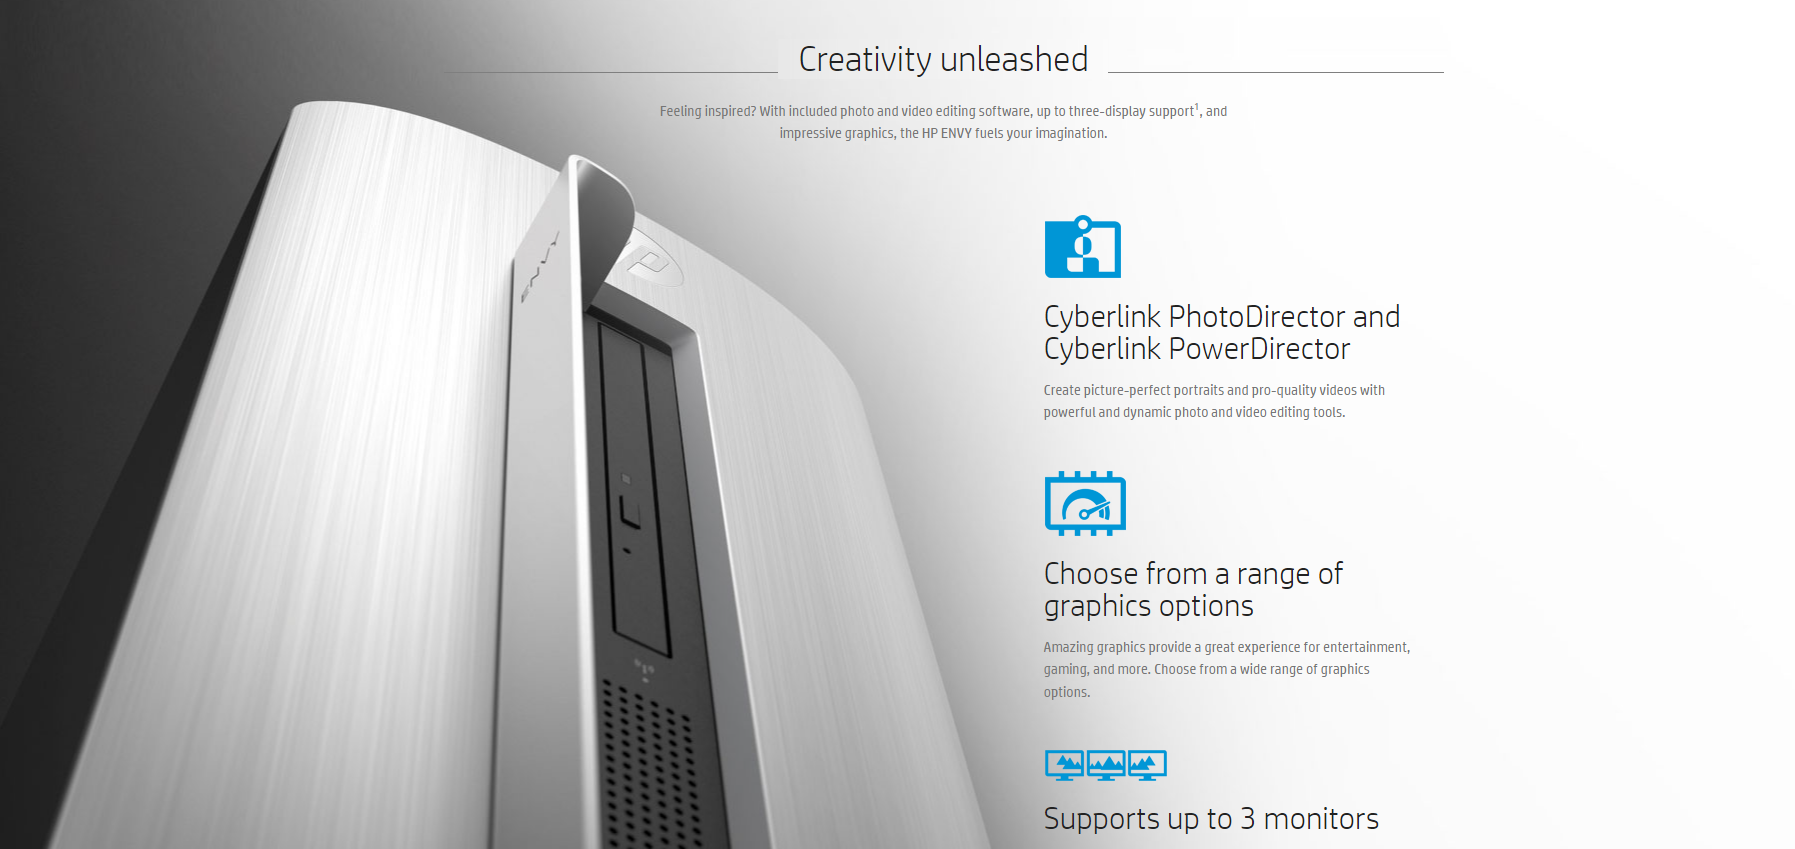 Creativity unleashed
Feeling inspired? With included photo and video editing software, up to three-display support¹, and
impressive graphics, the HP ENVY fuels your imagination.
ENVY
Cyberlink PhotoDirector and
Cyberlink PowerDirector
Create picture-perfect portraits and pro-quality videos with
powerful and dynamic photo and video editing tools.
Choose from a range of
graphics options
Amazing graphics provide a great experience for entertainment,
gaming, and more. Choose from a wide range of graphics
options.
Supports up to 3 monitors